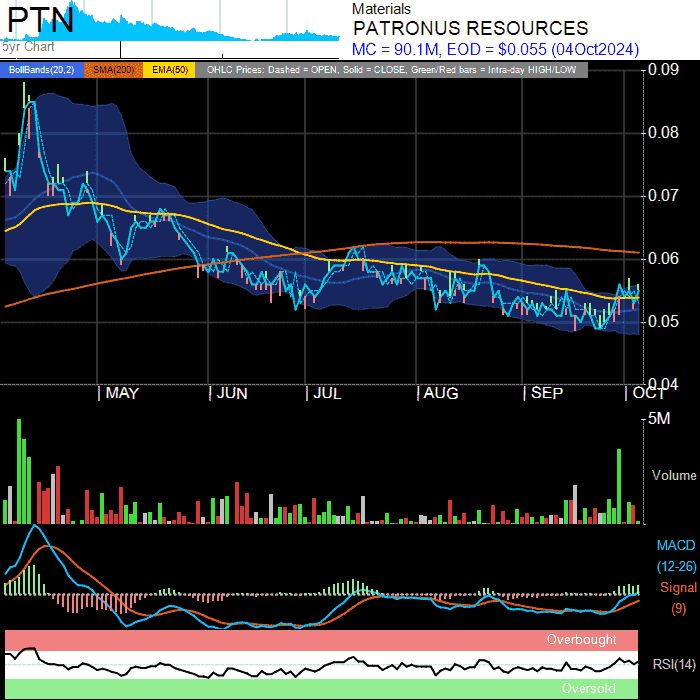 PTN
5yr Chart
Materials
PATRONUS RESOURCES
MC = 90.1M, EOD = $0.055 (04Oct2024)
BollBands(20,2) SMA(200) EMA(50) OHLC Prices: Dashed = OPEN, Solid = CLOSE, Green/Red bars = Intra-day HIGH/LOW
0.09
0.08
0.07
0.06
0.05
0.04
MAY JUN JUL AUG SEP OCT
5M
Volume
MACD
(12-26)
Signal
(9)
Overbought
RSI(14)
Oversold